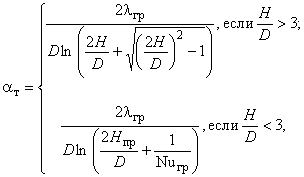 α_т = { 2λ_гр / (D ln(2H/D + √((2H/D)² − 1))), если H/D > 3,
2λ_гр / (D ln(2H_пр/D + 1/Nu_гр)), если H/D < 3,